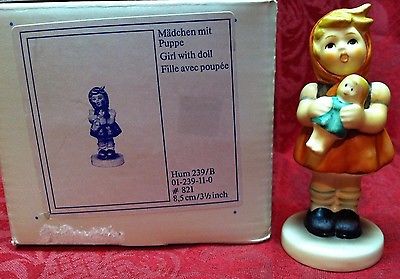 Mädchen mit
Puppe
Girl with doll
Fille avec poupée
Hum 239/B
01-239-11-0
# 821
8,5 cm/3½ inch